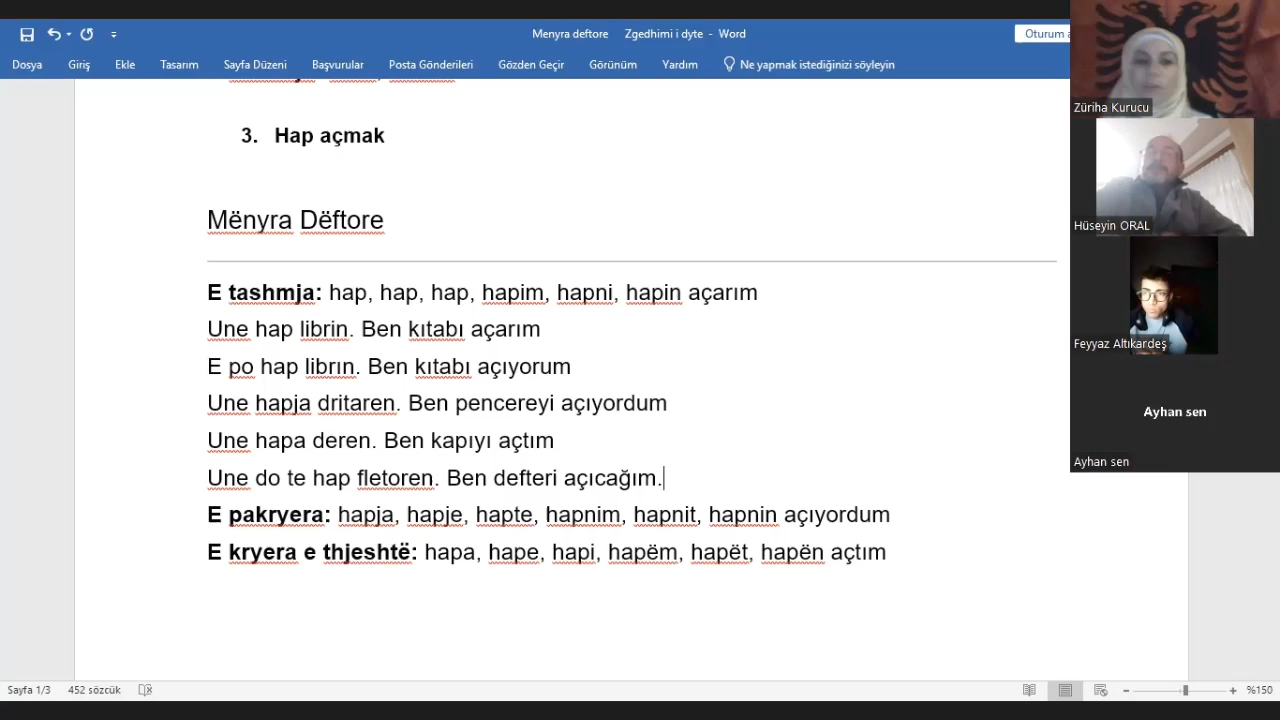 Menyra deftore Zgedhimi i dyte - Word
Oturum a
Dosya Giriş Ekle Tasarım Sayfa Düzeni Başvurular Posta Gönderileri Gözden Geçir Görünüm Yardım Ne yapmak istediğinizi söyleyin
3. Hap açmak
Mënyra Dëftore
E tashmja: hap, hap, hap, hapim, hapni, hapin açarım
Une hap librin. Ben kıtabı açarım
E po hap librın. Ben kıtabı açıyorum
Une hapja dritaren. Ben pencereyi açıyordum
Une hapa deren. Ben kapıyı açtım
Une do te hap fletoren. Ben defteri açıcağım.
E pakryera: hapja, hapje, hapte, hapnim, hapnit, hapnin açıyordum
E kryera e thjeshtë: hapa, hape, hapi, hapëm, hapët, hapën açtım
Züriha Kurucu
Hüseyin ORAL
Feyyaz Altıkardeş
Ayhan sen
Ayhan sen
Sayfa 1/3 452 sözcük
%150